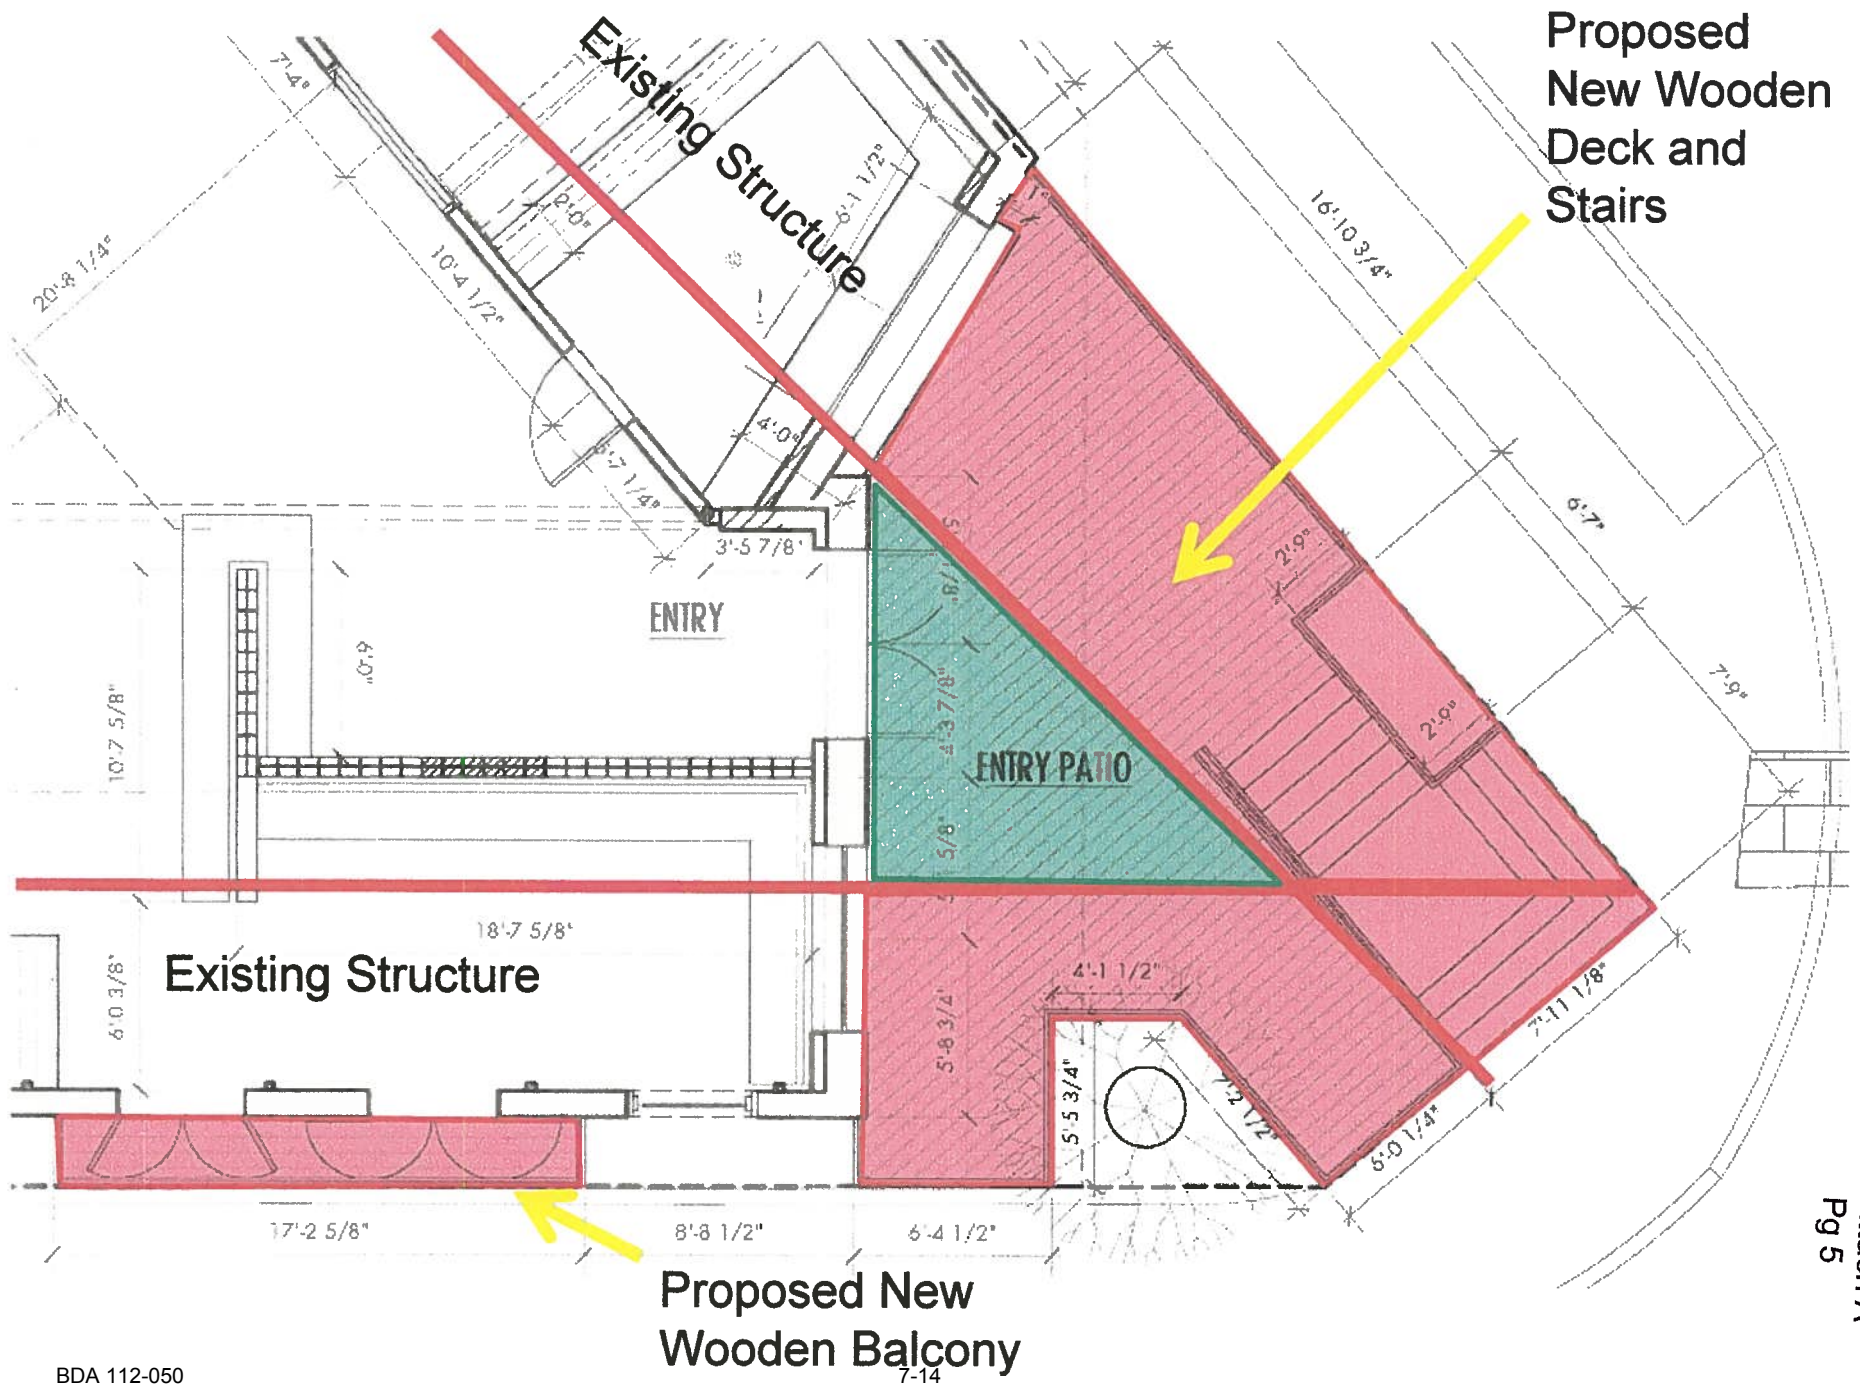 Proposed
New Wooden
Deck and
Stairs
Existing Structure
7'-4"
20'-8 1/4"
2'-0"
6'-1 1/2"
10'-4 1/2"
1"
16'-10 3/4"
4'-0"
3'-5 7/8"
6'-7"
2'-9"
ENTRY
6'-0"
10'-7 5/8"
4'-3 7/8"
ENTRY PATIO
2'-9"
7'-9"
5/8"
18'-7 5/8"
Existing Structure
6'-0 3/8"
4'-1 1/2"
5'-8 3/4"
7'-11 1/8"
5'-5 3/4"
6'-0 1/4"
17'-2 5/8"
8'-8 1/2"
6'-4 1/2"
Proposed New
Wooden Balcony
Pg 5
BDA 112-050
7-14